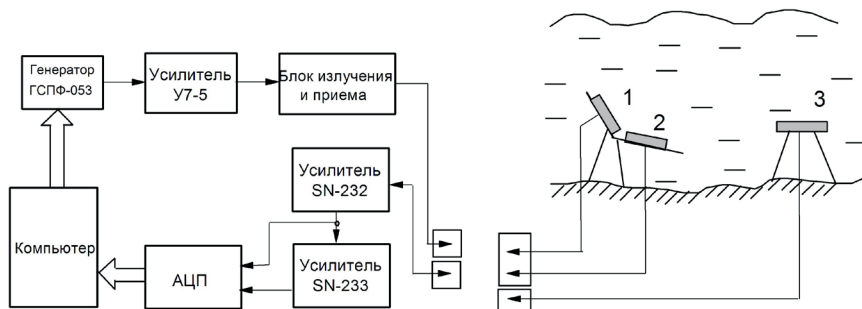 Генератор
ГСПФ-053
Усилитель
У7-5
Блок излучения
и приема
Усилитель
SN-232
Компьютер
АЦП
Усилитель
SN-233
1
2
3